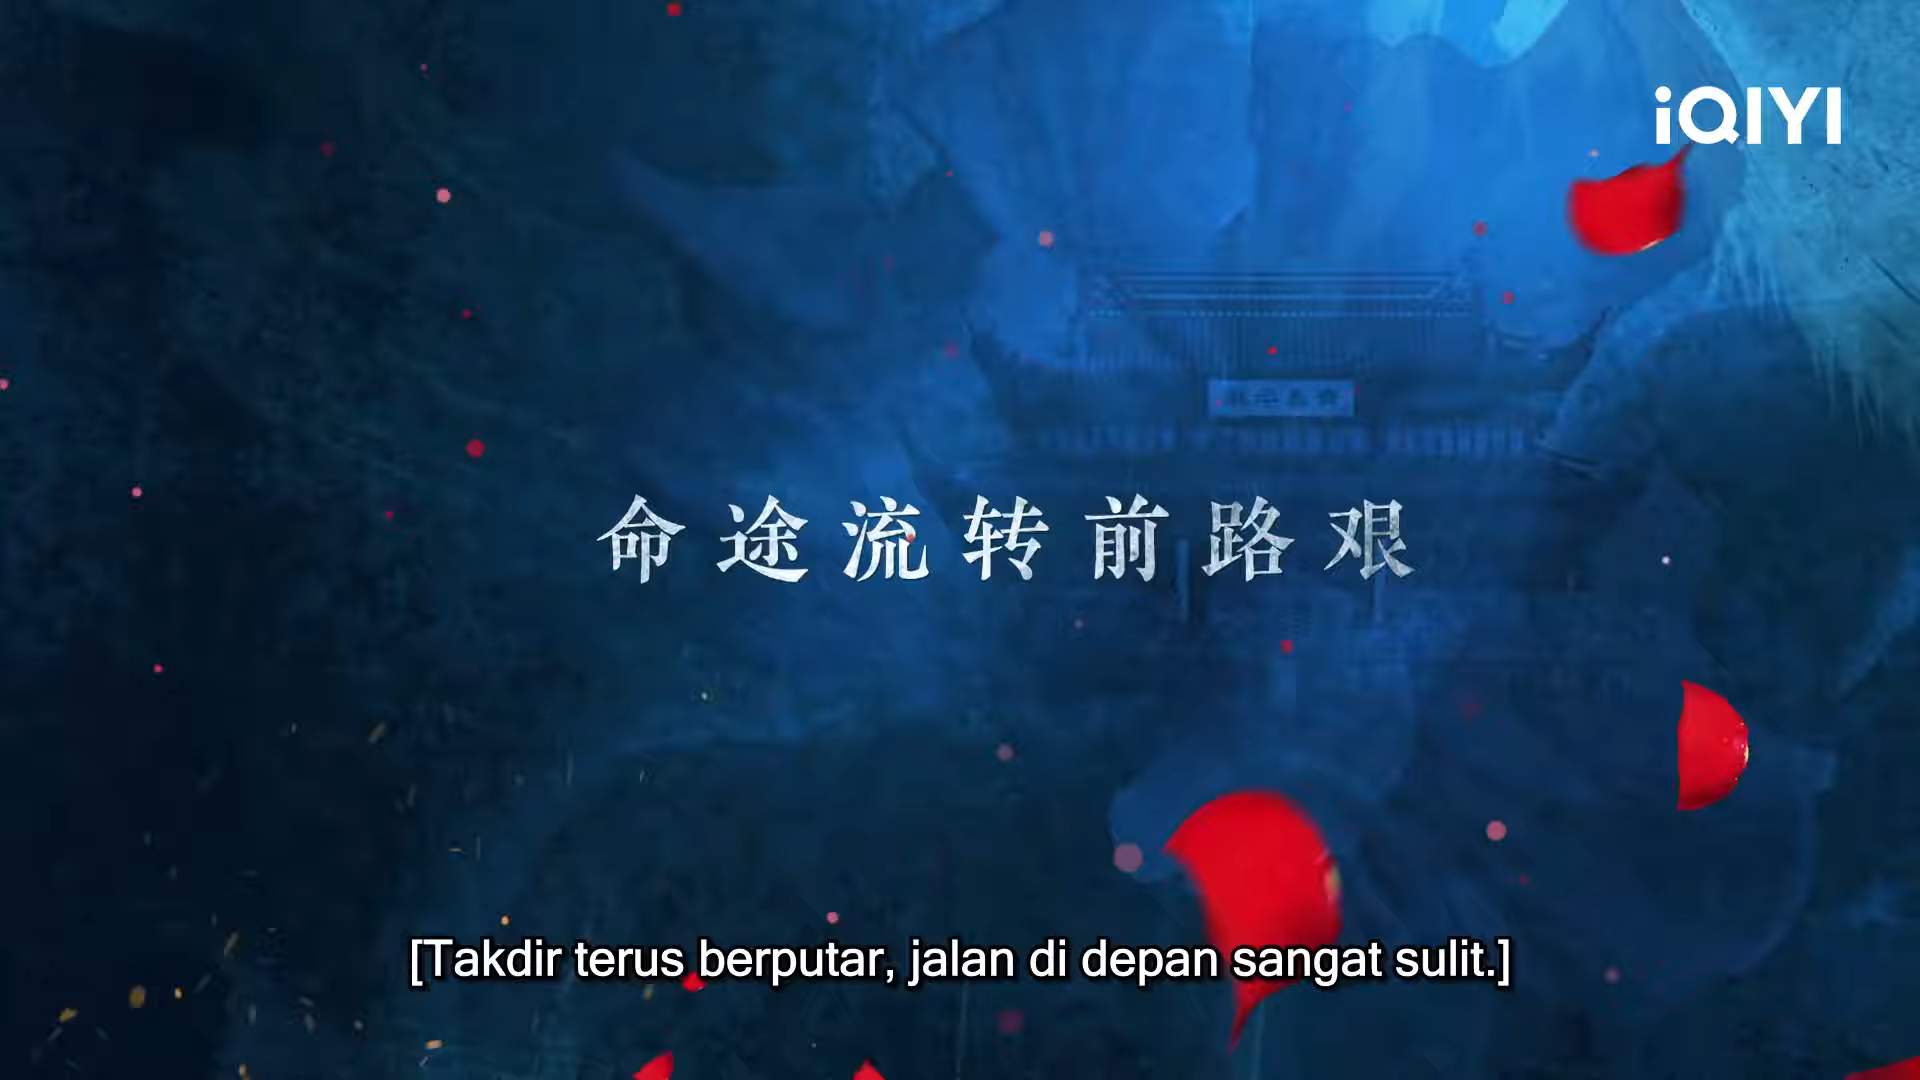 iQIYI
命途流转前路艰
[Takdir terus berputar, jalan di depan sangat sulit.]